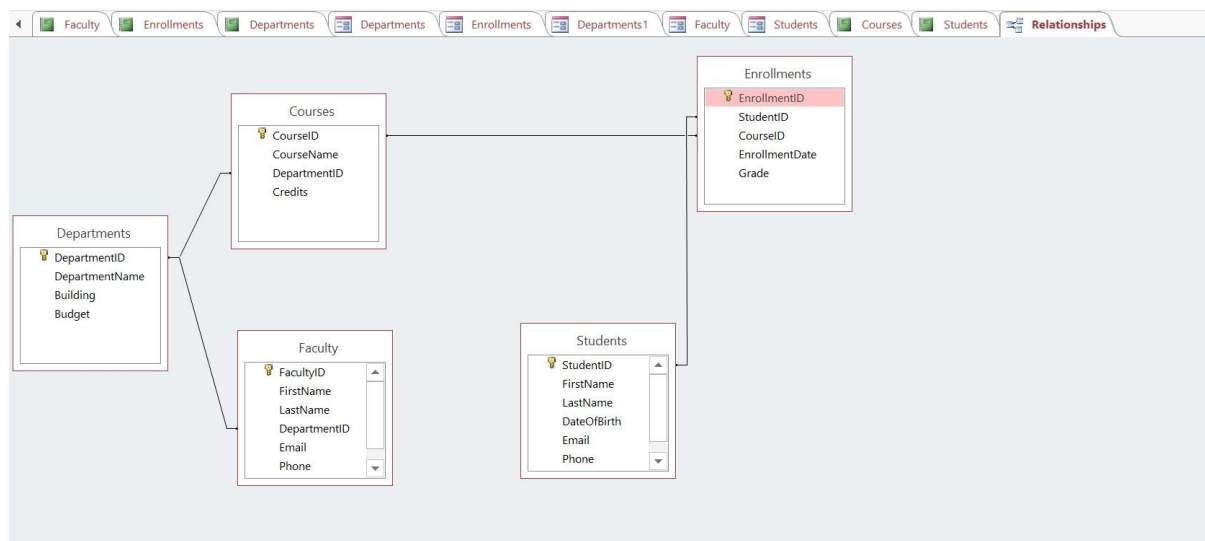 Faculty Enrollments Departments Departments Enrollments Departments1 Faculty Students Courses Students Relationships
Enrollments
EnrollmentID
StudentID
CourseID
EnrollmentDate
Grade
Courses
CourseID
CourseName
DepartmentID
Credits
Departments
DepartmentID
DepartmentName
Building
Budget
Faculty
FacultyID
FirstName
LastName
DepartmentID
Email
Phone
Students
StudentID
FirstName
LastName
DateOfBirth
Email
Phone